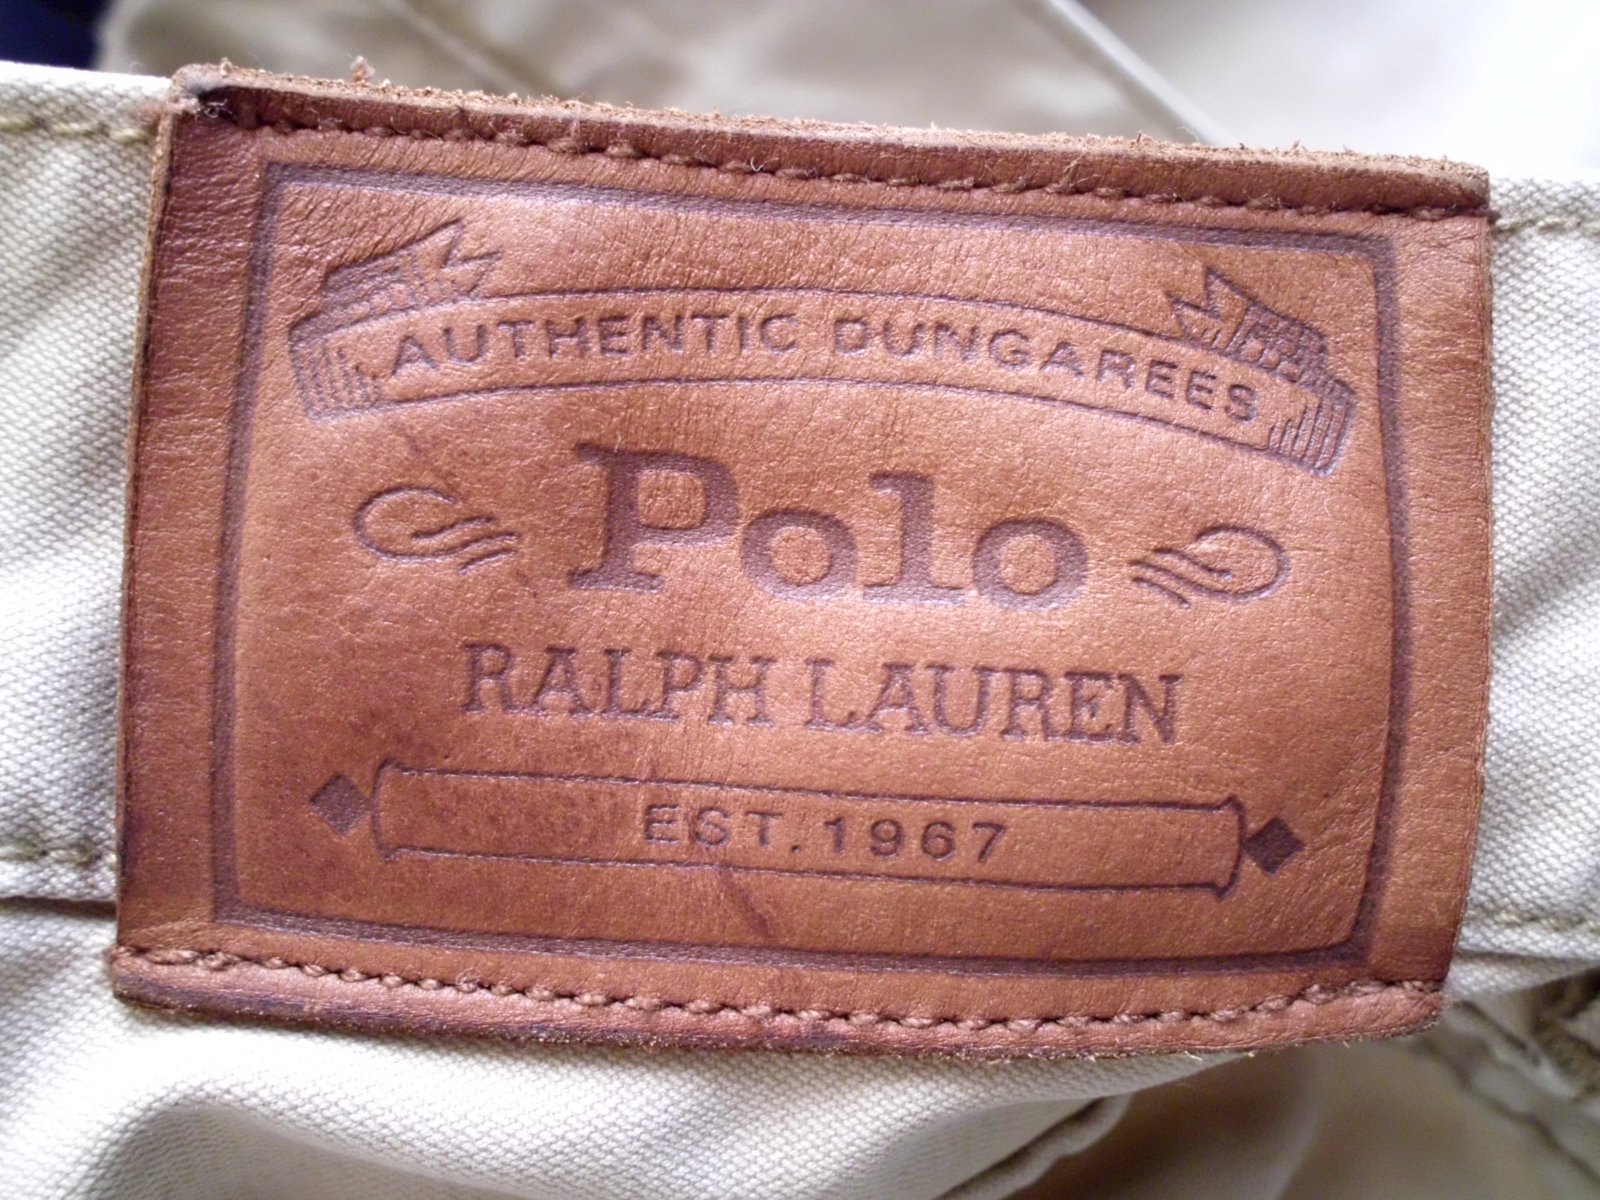 AUTHENTIC DUNGAREES
Polo
RALPH LAUREN
EST. 1967